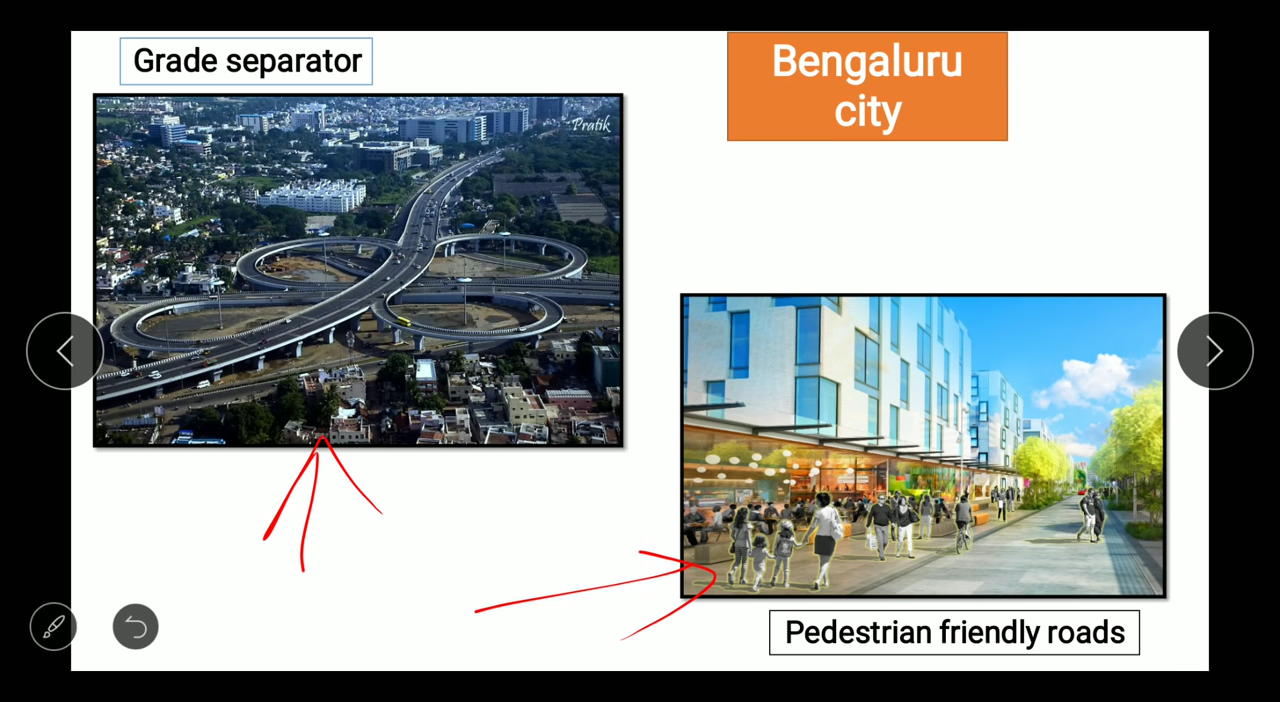 Grade separator
Bengaluru
city
Pratik
Pedestrian friendly roads